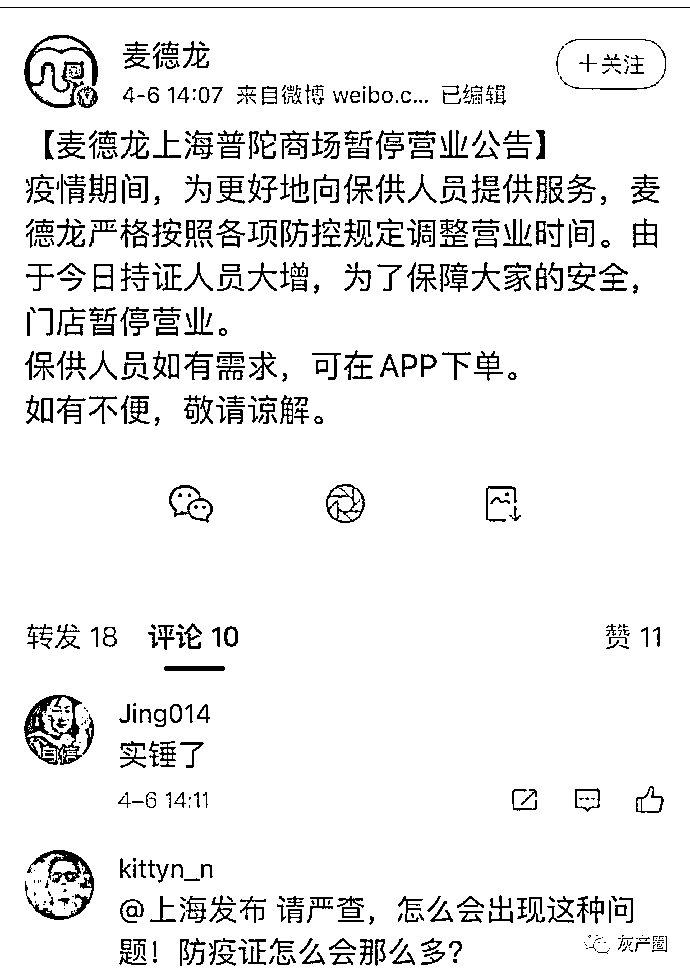 麦德龙
十关注
4-6 14:07 来自微博 weibo.c... 已编辑
【麦德龙上海普陀商场暂停营业公告】
疫情期间，为更好地向保供人员提供服务，麦
德龙严格按照各项防控规定调整营业时间。由
于今日持证人员大增，为了保障大家的安全，
门店暂停营业。
保供人员如有需求，可在APP下单。
如有不便，敬请谅解。
转发 18 评论 10 赞 11
Jing014
实锤了
4-6 14:11
kittyn_n
@上海发布 请严查，怎么会出现这种问
题！防疫证怎么会那么多？
灰产圈